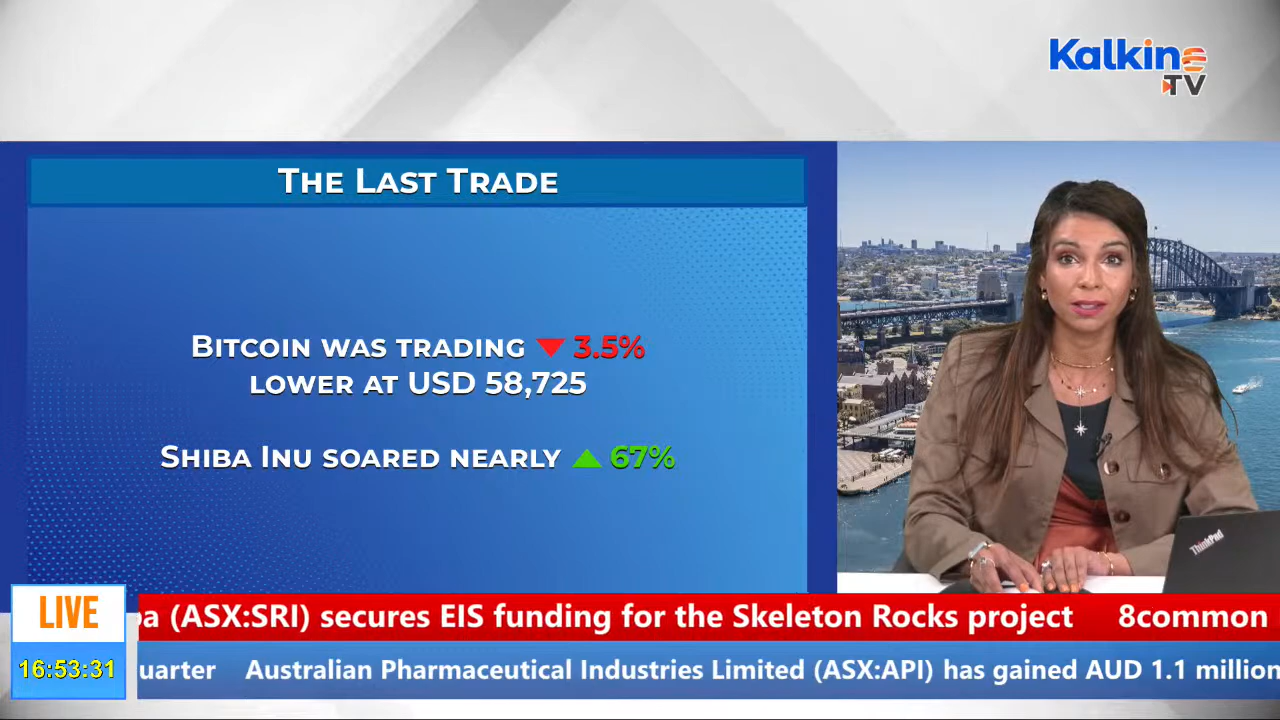 Kalkine
TV
THE LAST TRADE
BITCOIN WAS TRADING ▼ 3.5%
LOWER AT USD 58,725
SHIBA INU SOARED NEARLY ▲ 67%
ThinkPad
LIVE
(ASX:SRI) secures EIS funding for the Skeleton Rocks project 8common
16:53:31
uarter Australian Pharmaceutical Industries Limited (ASX:API) has gained AUD 1.1 million